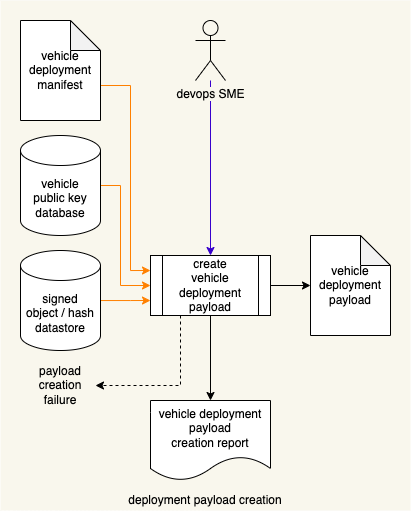 vehicle
deployment
manifest
devops SME
vehicle
public key
database
signed
object / hash
datastore
create
vehicle
deployment
payload
vehicle
deployment
payload
payload
creation
failure
vehicle deployment
payload
creation report
deployment payload creation